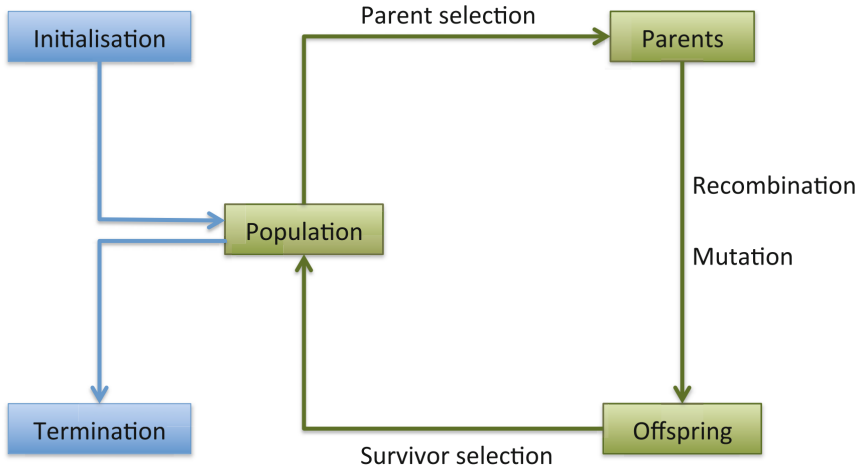 Parent selection
Initialisation
Parents
Recombination
Population
Mutation
Termination
Offspring
Survivor selection